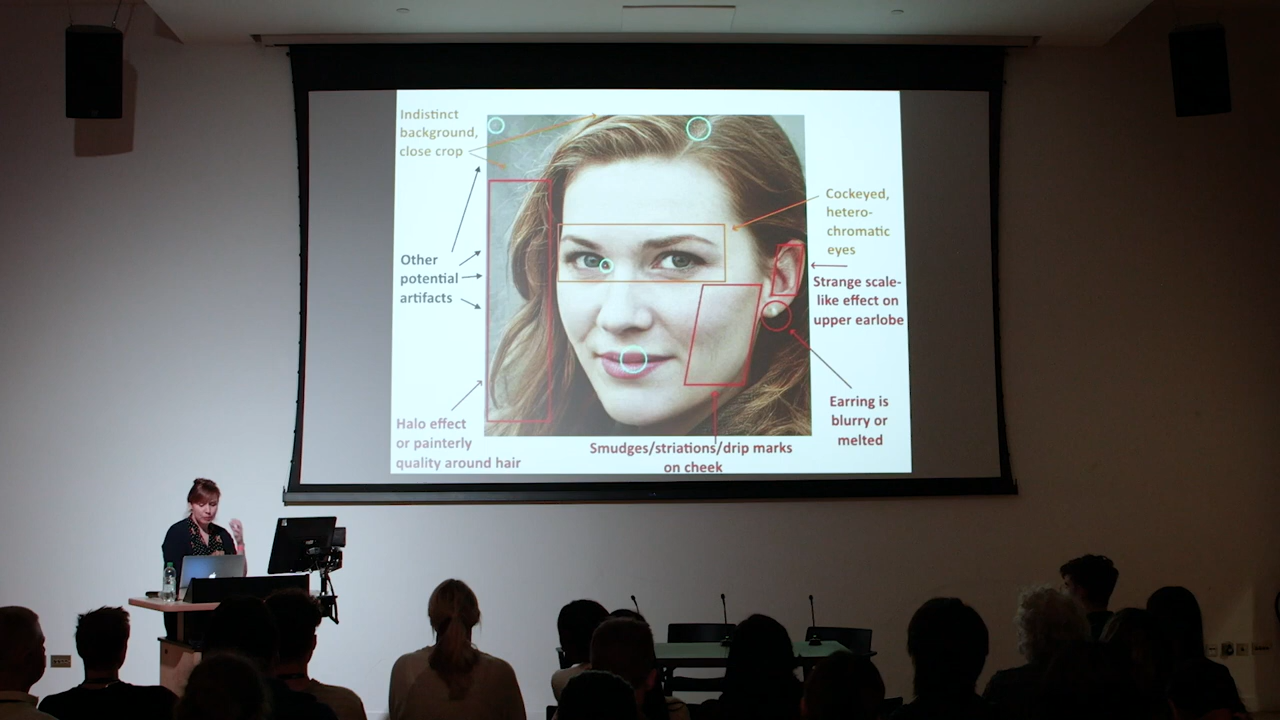 Indistinct
background,
close crop
Cockeyed,
hetero-
chromatic
eyes
Other
potential
artifacts
Strange scale-
like effect on
upper earlobe
Earring is
blurry or
melted
Halo effect
or painterly
quality around hair
Smudges/striations/drip marks
on cheek